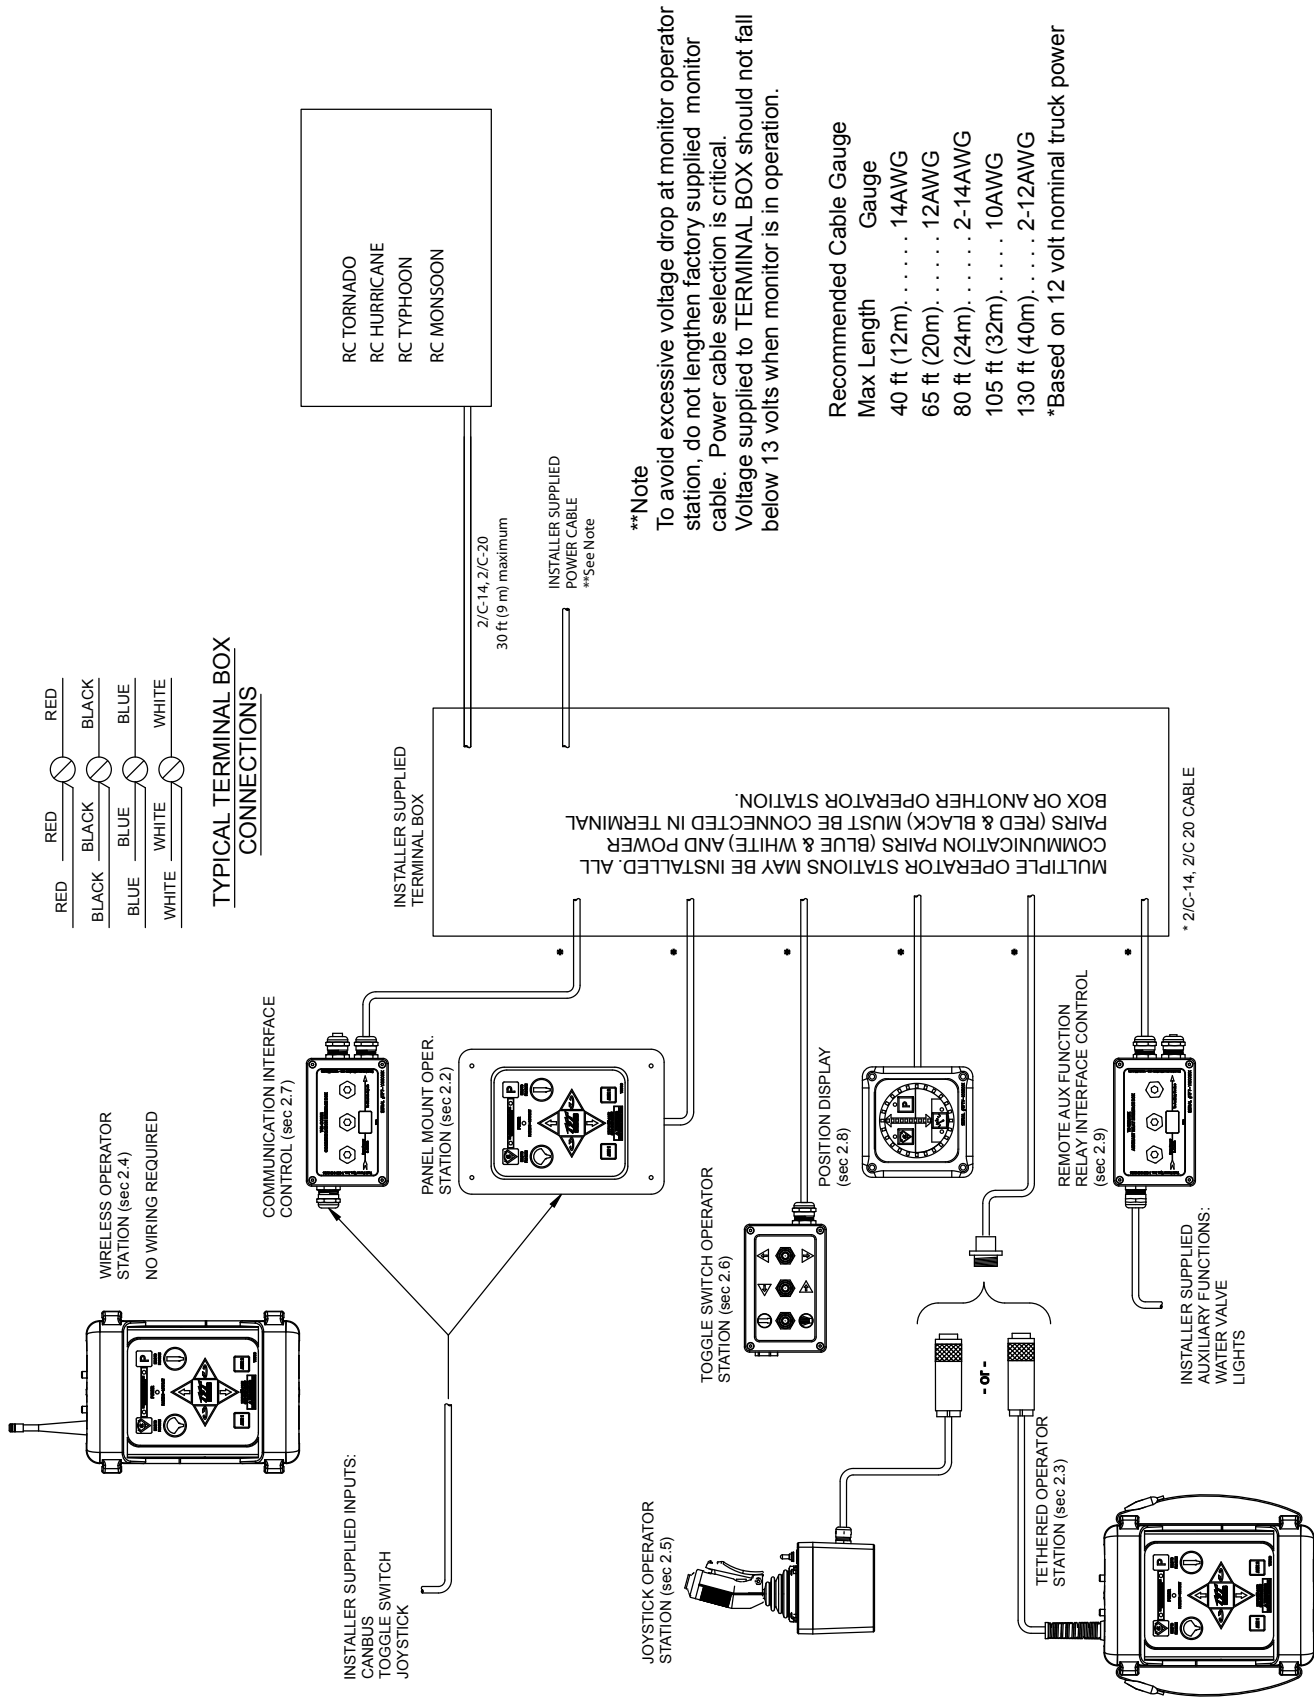 WIRELESS OPERATOR
STATION (sec 2.4)
NO WIRING REQUIRED
INSTALLER SUPPLIED INPUTS:
CANBUS
TOGGLE SWITCH
JOYSTICK
COMMUNICATION INTERFACE
CONTROL (sec 2.7)
PANEL MOUNT OPER.
STATION (sec 2.2)
TOGGLE SWITCH OPERATOR
STATION (sec 2.6)
JOYSTICK OPERATOR
STATION (sec 2.5)
POSITION DISPLAY
(sec 2.8)
- or -
TETHERED OPERATOR
STATION (sec 2.3)
REMOTE AUX FUNCTION
RELAY INTERFACE CONTROL
(sec 2.9)
INSTALLER SUPPLIED
AUXILIARY FUNCTIONS:
WATER VALVE
LIGHTS
RED RED RED
BLACK BLACK BLACK
BLUE BLUE BLUE
WHITE WHITE WHITE
TYPICAL TERMINAL BOX
CONNECTIONS
INSTALLER SUPPLIED
TERMINAL BOX
*
*
*
*
*
MULTIPLE OPERATOR STATIONS MAY BE INSTALLED. ALL
COMMUNICATION PAIRS (BLUE & WHITE) AND POWER
PAIRS (RED & BLACK) MUST BE CONNECTED IN TERMINAL
BOX OR ANOTHER OPERATOR STATION.
* 2/C-14, 2/C 20 CABLE
2/C-14, 2/C-20
30 ft (9 m) maximum
INSTALLER SUPPLIED
POWER CABLE
**See Note
RC TORNADO
RC HURRICANE
RC TYPHOON
RC MONSOON
**Note
To avoid excessive voltage drop at monitor operator
station, do not lengthen factory supplied monitor
cable. Power cable selection is critical.
Voltage supplied to TERMINAL BOX should not fall
below 13 volts when monitor is in operation.
Recommended Cable Gauge
Max Length Gauge
40 ft (12m). . . . . . 14AWG
65 ft (20m). . . . . . 12AWG
80 ft (24m). . . . . . 2-14AWG
105 ft (32m). . . . . 10AWG
130 ft (40m). . . . . 2-12AWG
*Based on 12 volt nominal truck power